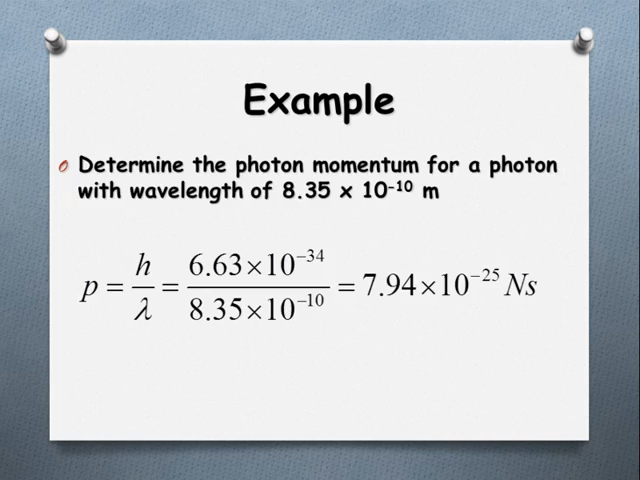 Example
Determine the photon momentum for a photon
with wavelength of 8.35 x 10⁻¹⁰ m
p = h/λ = 6.63×10⁻³⁴/8.35×10⁻¹⁰ = 7.94×10⁻²⁵ Ns